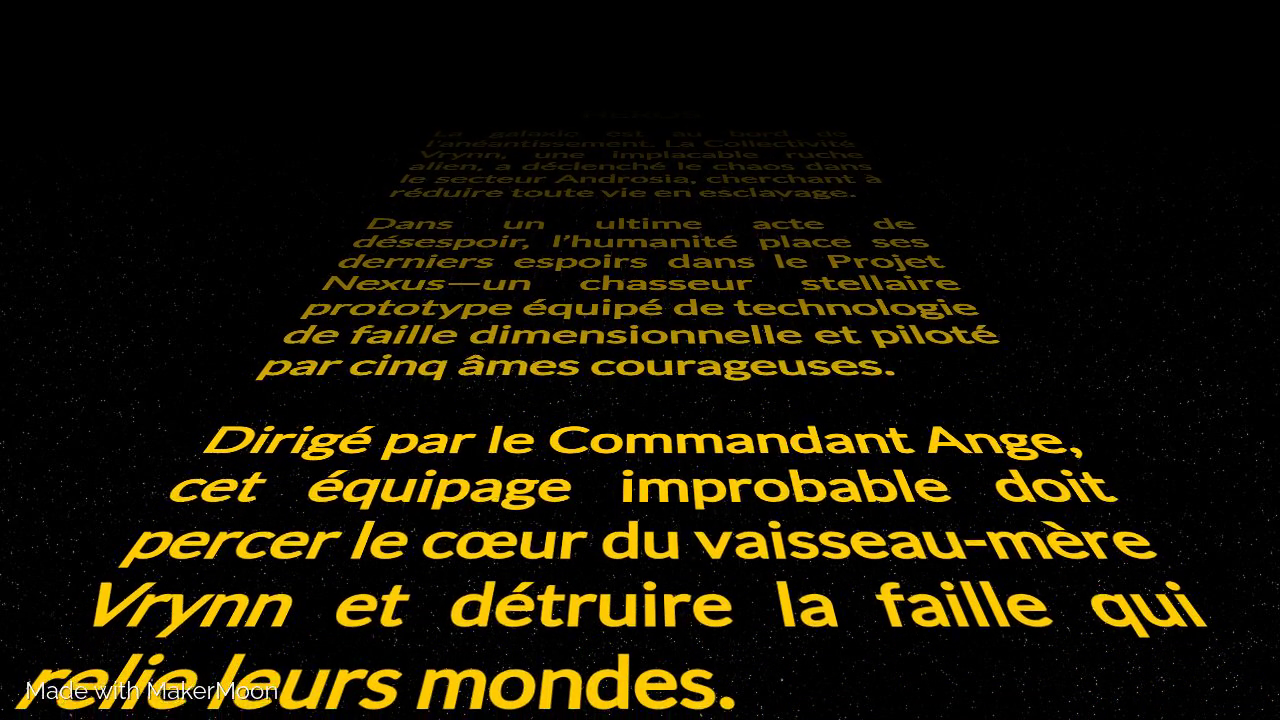 La galaxie est au bord de
l'anéantissement. La Collectivité
Vrynn, une implacable ruche
alien, a déclenché le chaos dans
le secteur Androsia, cherchant à
réduire toute vie en esclavage.
Dans un ultime acte de
désespoir, l'humanité place ses
derniers espoirs dans le Projet
Nexus—un chasseur stellaire
prototype équipé de technologie
de faille dimensionnelle et piloté
par cinq âmes courageuses.
Dirigé par le Commandant Ange,
cet équipage improbable doit
percer le cœur du vaisseau-mère
Vrynn et détruire la faille qui
relie leurs mondes.
Made with MakerMoon